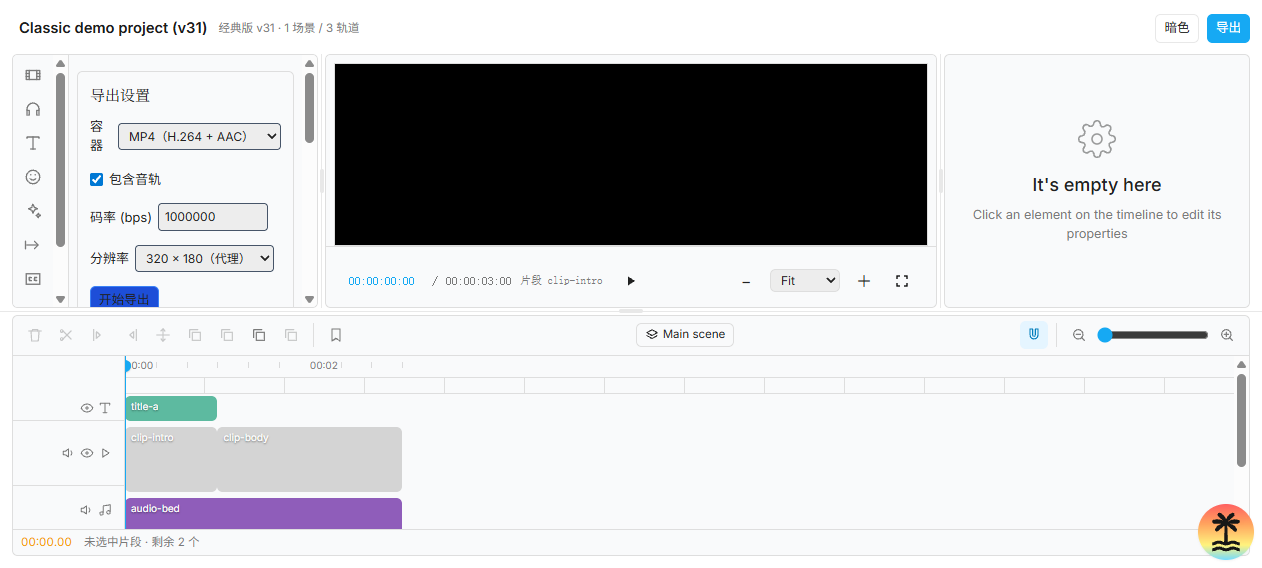 Classic demo project (v31) 经典版 v31 · 1 场景 / 3 轨道
暗色
导出
导出设置
容器
MP4（H.264 + AAC）
包含音轨
码率 (bps) 1000000
分辨率 320 × 180（代理）
开始导出
00:00:00:00 / 00:00:03:00 片段 clip-intro
Fit
It's empty here
Click an element on the timeline to edit its
properties
Main scene
0:00 00:02
title-a
clip-intro clip-body
audio-bed
00:00.00 未选中片段 · 剩余 2 个